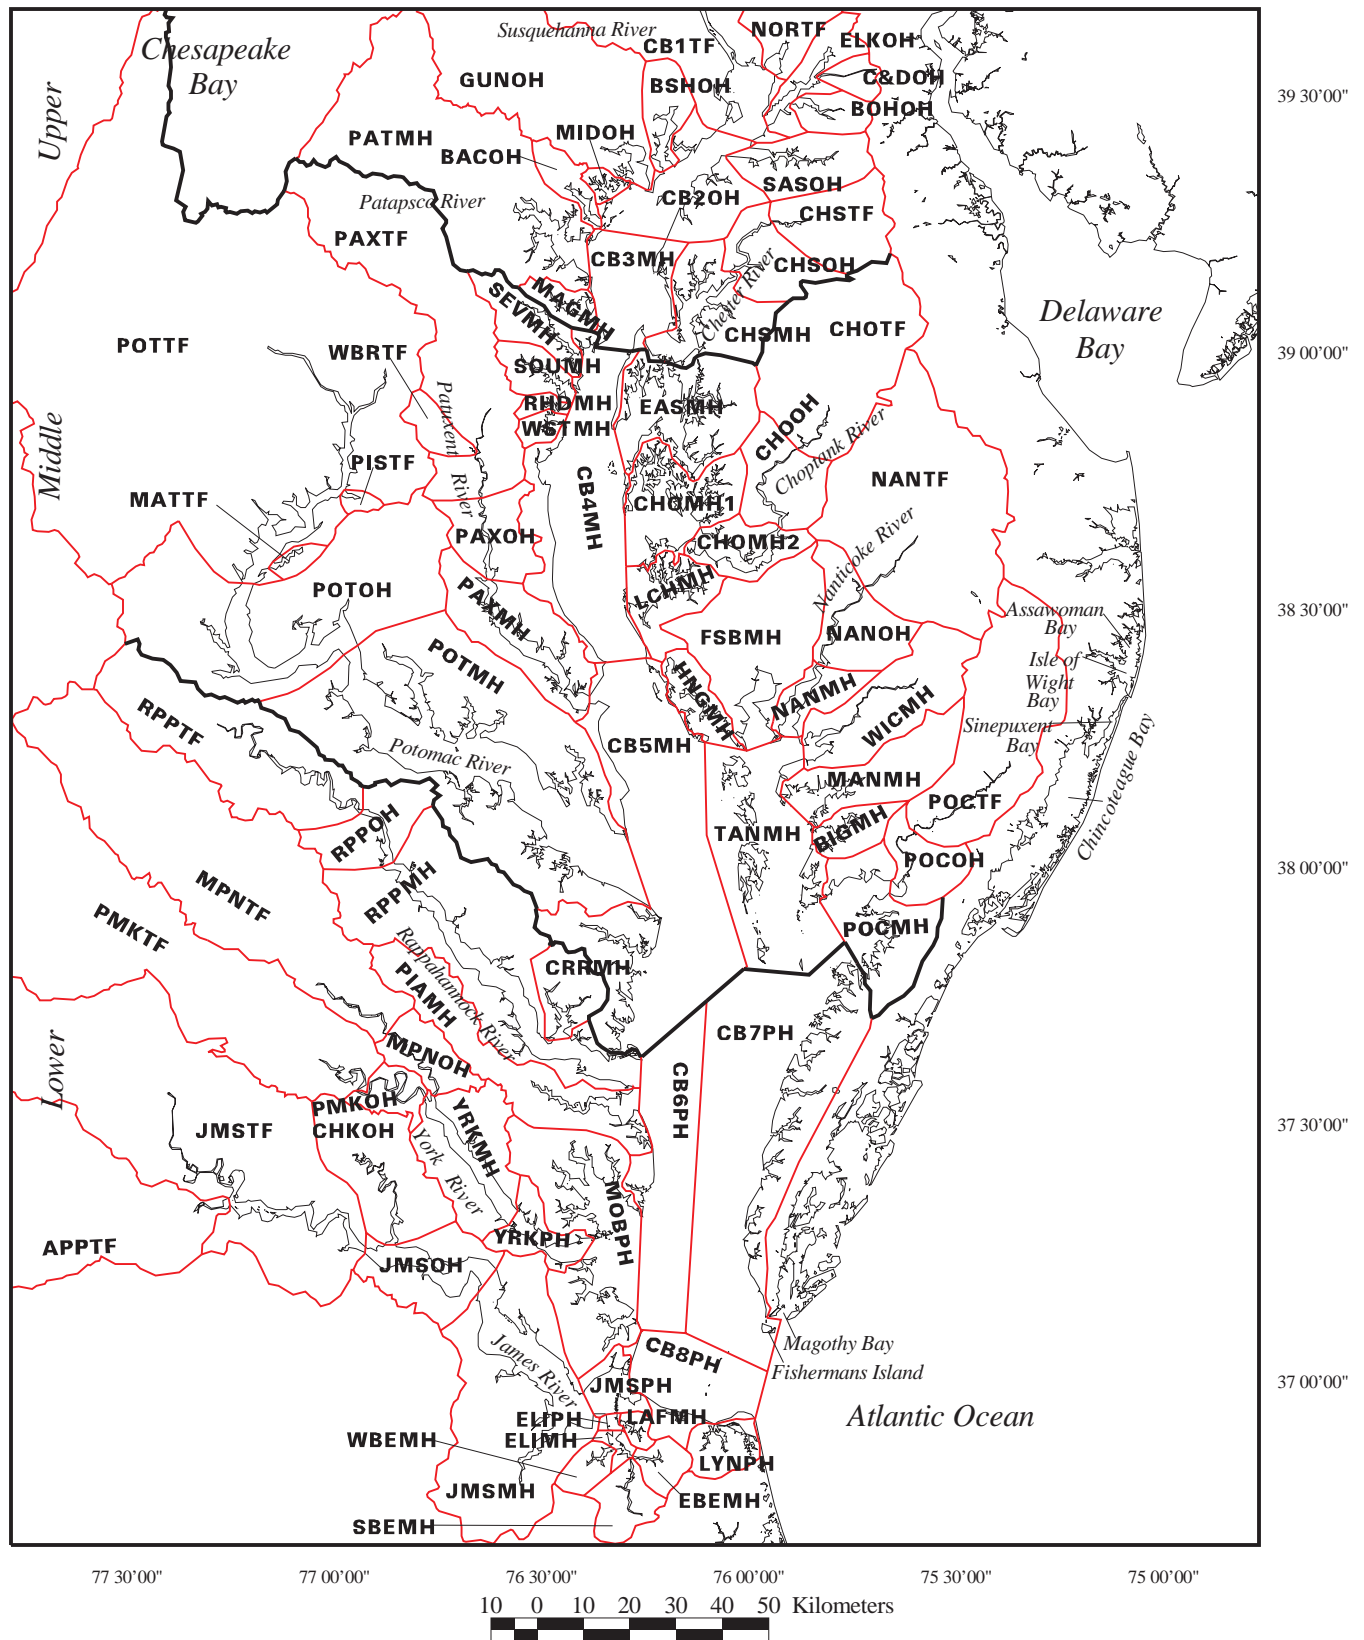 Susquehanna River
NORTF
CB1TF
ELKOH
Chesapeake
Bay
GUNOH
BSHOH
C&DOH
BOHOH
39 30'00"
Upper
PATMH
MIDOH
BACOH
SASOH
CB2OH
Patapsco River
CHSTF
PAXTF
CB3MH
CHSOH
Chester River
MAGMH
SEVMH
CHSMH
CHOTF
Delaware
Bay
POTTF
WBRTF
39 00'00"
SOUMH
RHDMH
EASMH
WSTMH
CHOOH
Choptank River
Patuxent
River
Middle
PISTF
NANTF
MATTF
CB4MH
CHOMH1
PAXOH
CHOMH2
Nanticoke River
LCHMH
POTOH
PAXMH
38 30'00"
Assawoman
Bay
FSBMH
NANOH
POTMH
Isle of
Wight
Bay
HNGMH
NANMH
WICMH
RPPTF
Sinepuxent
Bay
CB5MH
Potomac River
MANMH
Chincoteague Bay
POCTF
TANMH
BIGMH
RPPOH
POCOH
38 00'00"
MPNTF
RPPMH
PMKTF
POCMH
Rappahannock River
CRRMH
PIAMH
CB7PH
Lower
MPNOH
CB6PH
PMKOH
CHKOH
JMSTF
YRKMH
37 30'00"
York River
MOBPH
APPTF
YRKPH
JMSOH
James River
CB8PH
Magothy Bay
Fishermans Island
JMSPH
37 00'00"
Atlantic Ocean
ELIPH
LAFMH
WBEMH
ELIMH
LYNPH
JMSMH
EBEMH
SBEMH
77 30'00"
77 00'00"
76 30'00"
76 00'00"
75 30'00"
75 00'00"
10 0 10 20 30 40 50 Kilometers